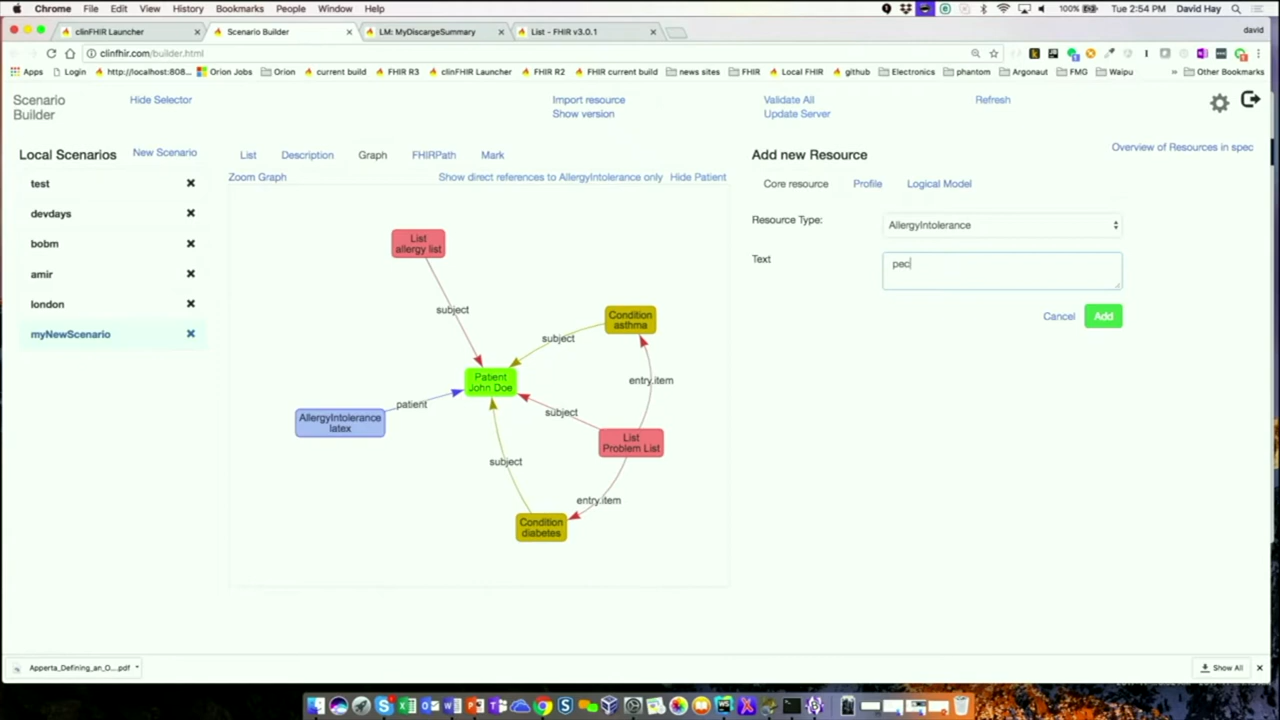 Chrome File Edit View History Bookmarks People Window Help 100% Tue 2:54 PM David Hay
clinFHIR Launcher Scenario Builder LM: MyDiscargeSummary List - FHIR v3.0.1 david
clinfhir.com/builder.html
Apps Login http://localhost:808... Orion Jobs Orion current build FHIR R3 clinFHIR Launcher FHIR R2 FHIR current build news sites FHIR Local FHIR github Electronics phantom Argonaut FMG Waipu » Other Bookmarks
Scenario
Builder
Hide Selector
Import resource
Show version
Validate All
Update Server
Refresh
Local Scenarios New Scenario
test
devdays
bobm
amir
london
myNewScenario
List Description Graph FHIRPath Mark
Zoom Graph Show direct references to AllergyIntolerance only Hide Patient
List
allergy list
subject
Condition
asthma
subject
entry.item
Patient
John Doe
patient
AllergyIntolerance
latex
subject
List
Problem List
subject
entry.item
Condition
diabetes
Add new Resource
Overview of Resources in spec
Core resource Profile Logical Model
Resource Type: AllergyIntolerance
Text pec
Cancel Add
Apperta_Defining_an_O....pdf
Show All